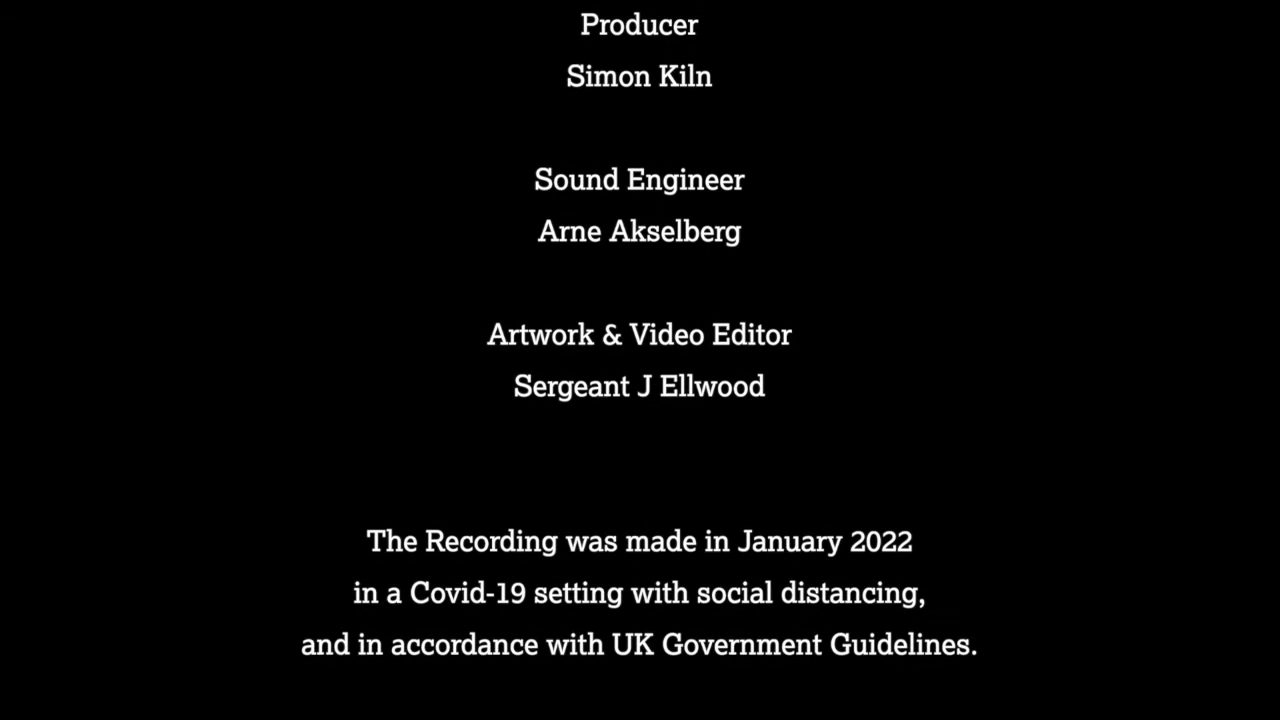 Producer
Simon Kiln
Sound Engineer
Arne Akselberg
Artwork & Video Editor
Sergeant J Ellwood
The Recording was made in January 2022
in a Covid-19 setting with social distancing,
and in accordance with UK Government Guidelines.